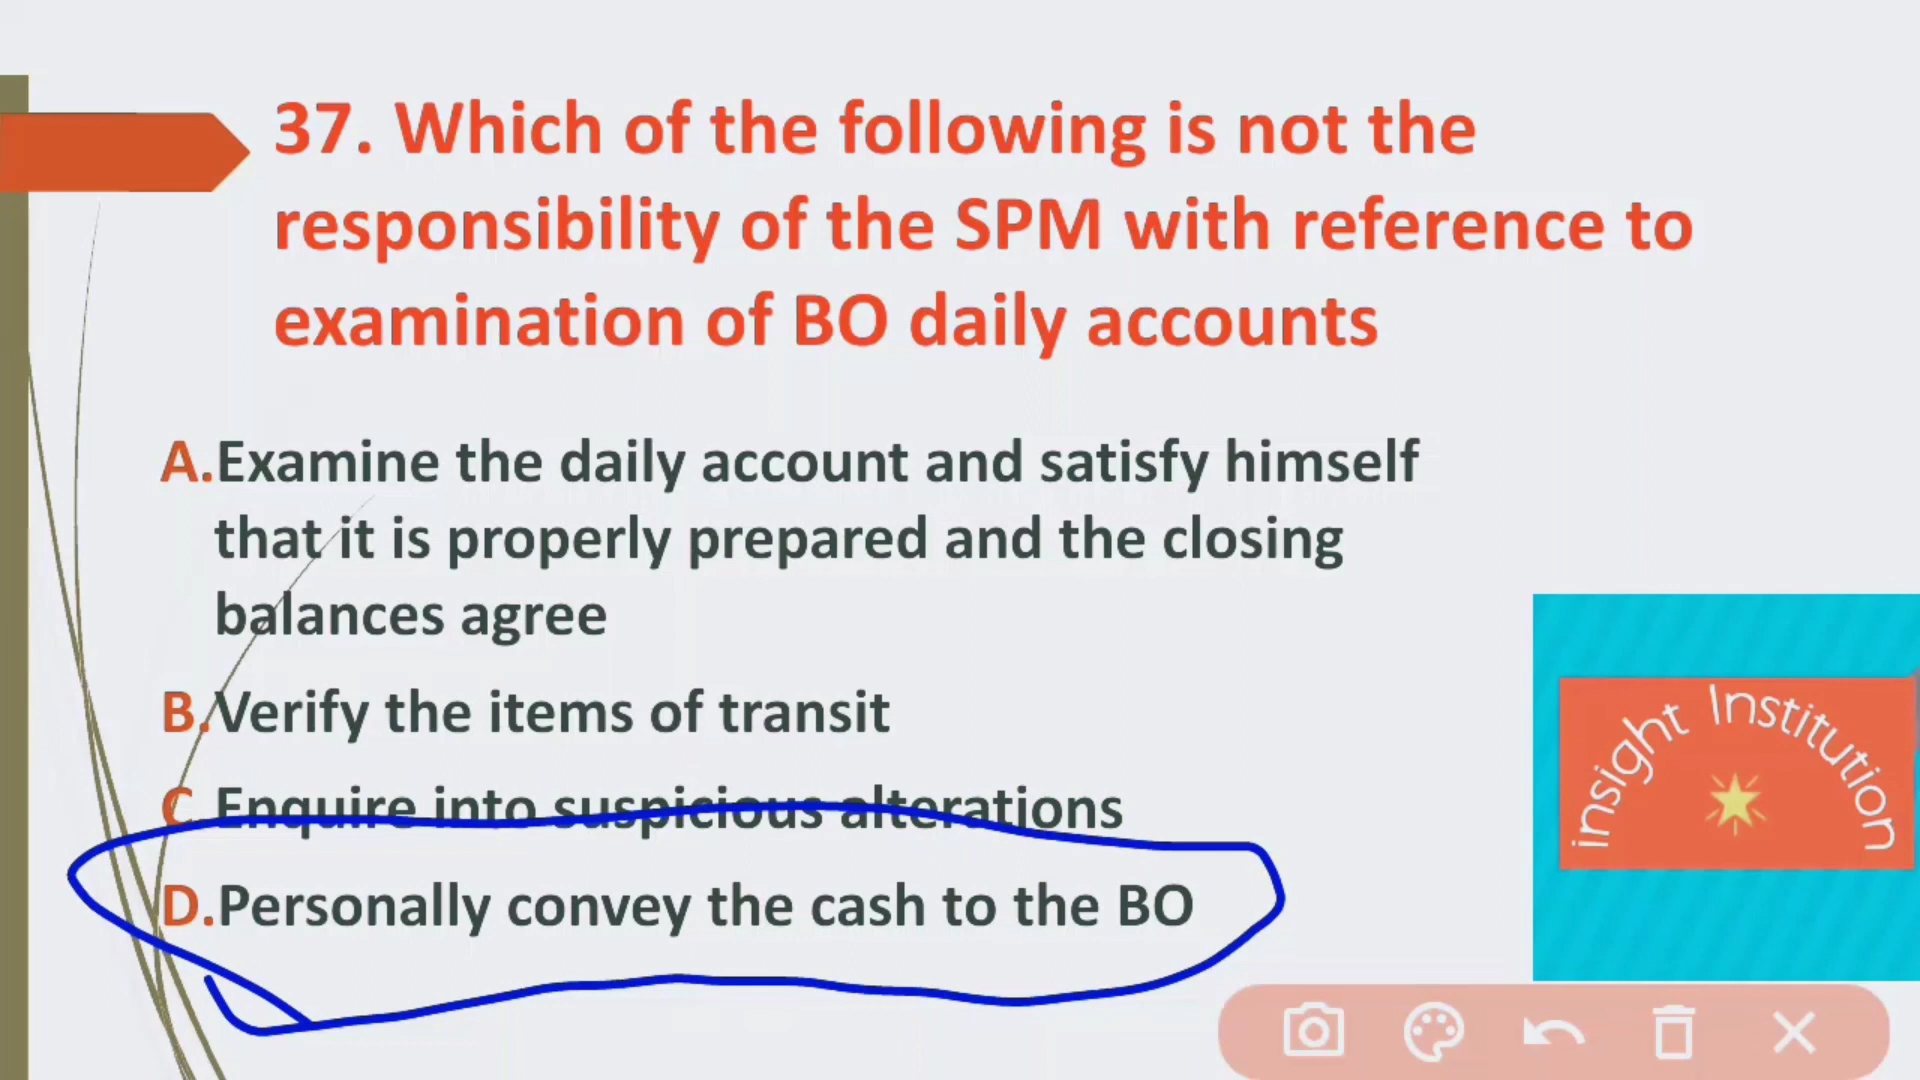 37. Which of the following is not the
responsibility of the SPM with reference to
examination of BO daily accounts
A.Examine the daily account and satisfy himself
that it is properly prepared and the closing
balances agree
B.Verify the items of transit
C.Enquire into suspicious alterations
D.Personally convey the cash to the BO
insight Institution